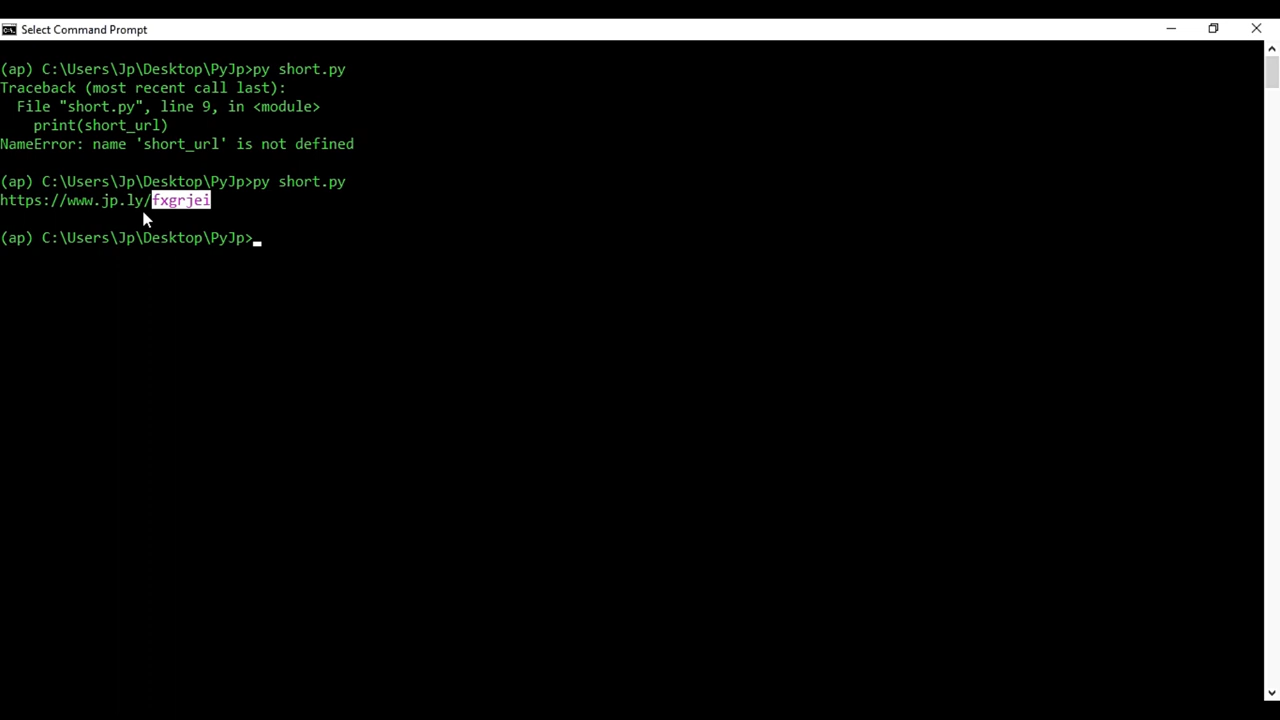 Select Command Prompt
(ap) C:\Users\Jp\Desktop\PyJp>py short.py
Traceback (most recent call last):
  File "short.py", line 9, in <module>
    print(short_url)
NameError: name 'short_url' is not defined
(ap) C:\Users\Jp\Desktop\PyJp>py short.py
https://www.jp.ly/fxgrjei
(ap) C:\Users\Jp\Desktop\PyJp>